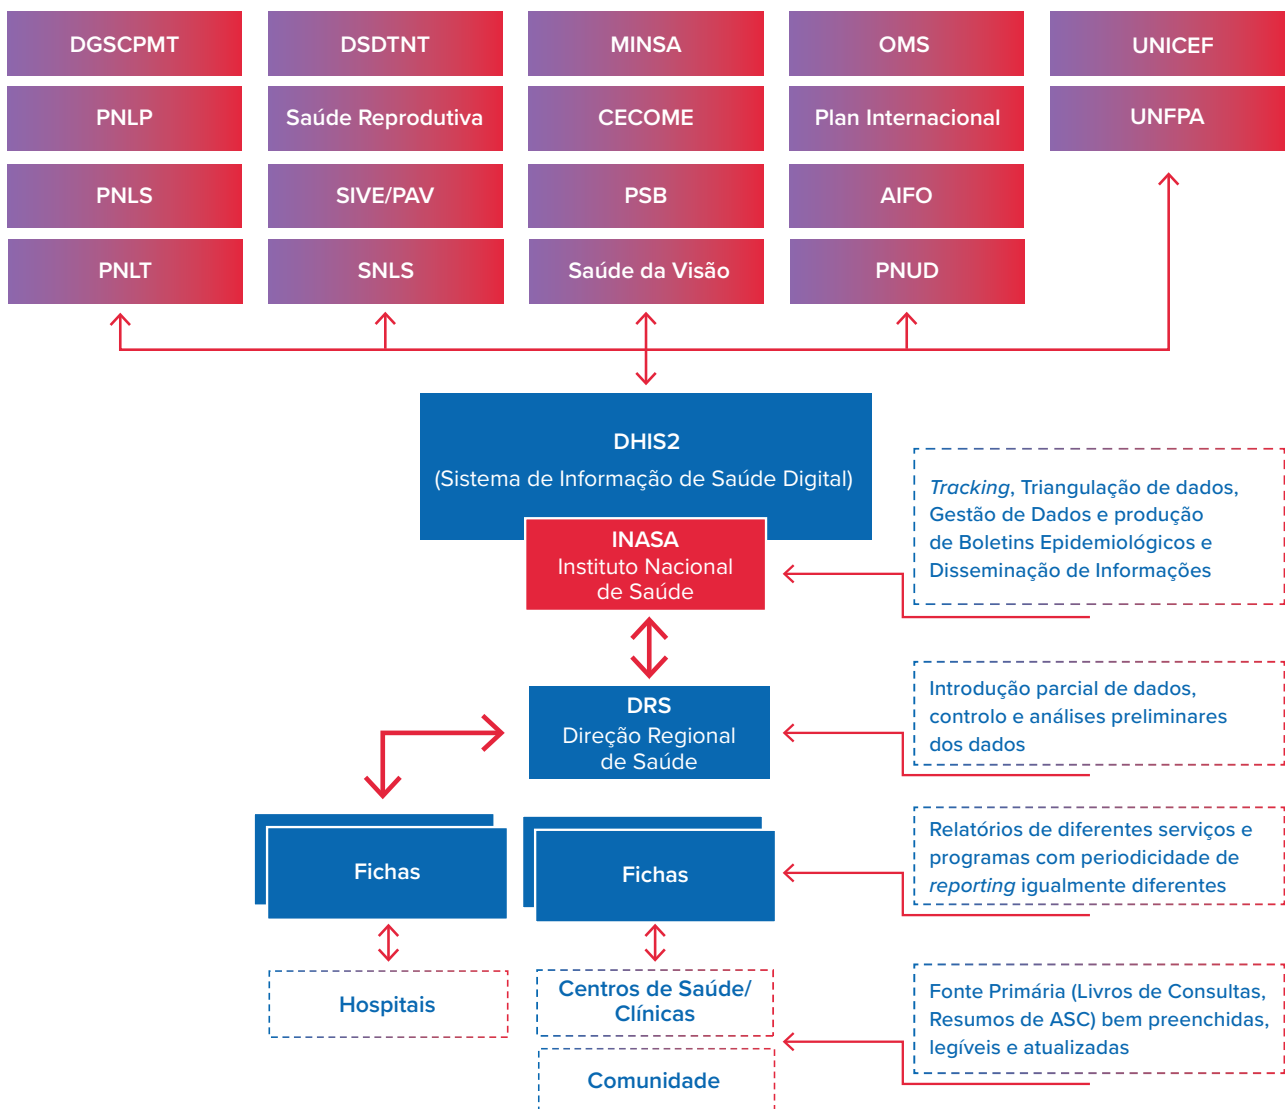 DGSCPMT
DSDTNT
MINSA
OMS
UNICEF
PNLP
Saúde Reprodutiva
CECOME
Plan Internacional
UNFPA
PNLS
SIVE/PAV
PSB
AIFO
PNLT
SNLS
Saúde da Visão
PNUD
DHIS2
(Sistema de Informação de Saúde Digital)
INASA
Instituto Nacional
de Saúde
Tracking, Triangulação de dados,
Gestão de Dados e produção
de Boletins Epidemiológicos e
Disseminação de Informações
DRS
Direção Regional
de Saúde
Introdução parcial de dados,
controlo e análises preliminares
dos dados
Fichas
Fichas
Relatórios de diferentes serviços e
programas com periodicidade de
reporting igualmente diferentes
Hospitais
Centros de Saúde/
Clínicas
Comunidade
Fonte Primária (Livros de Consultas,
Resumos de ASC) bem preenchidas,
legíveis e atualizadas